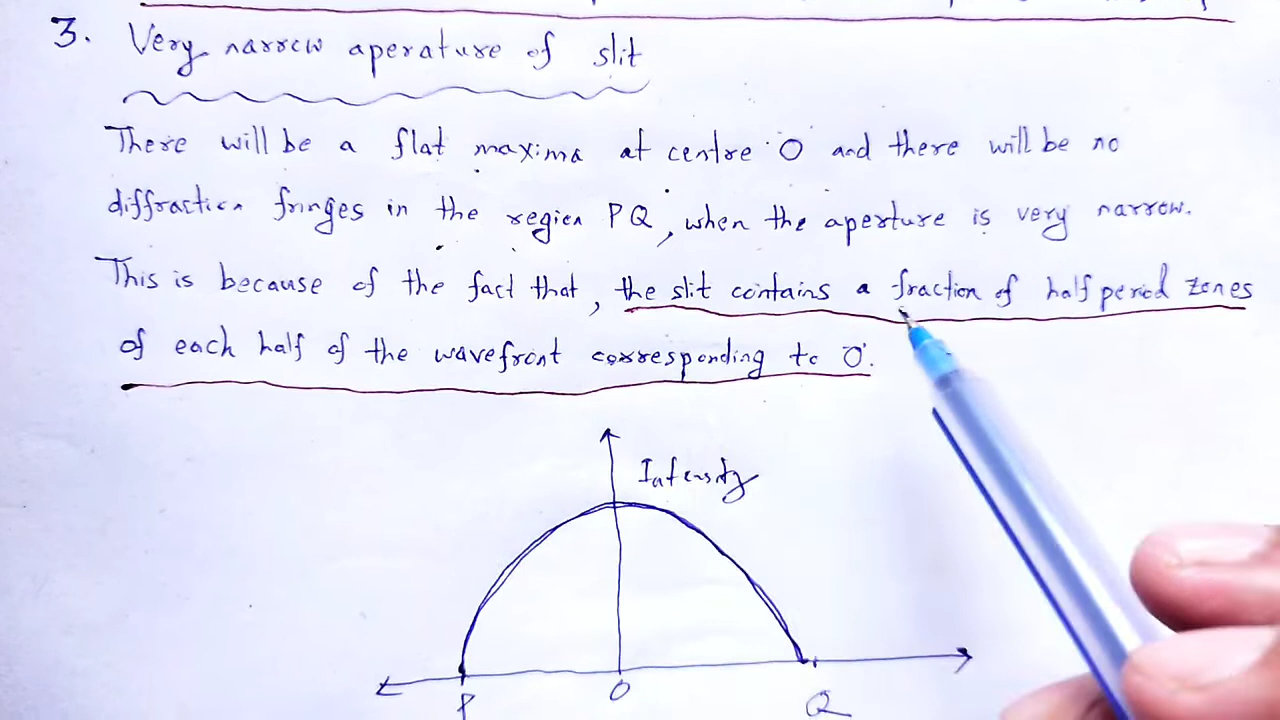 3. Very narrow aperature of slit
There will be a flat maxima at centre 'O' and there will be no
diffraction fringes in the region PQ, when the aperture is very narrow.
This is because of the fact that, the slit contains a fraction of half period zones
of each half of the wavefront corresponding to 'O'.
Intensity
P O Q